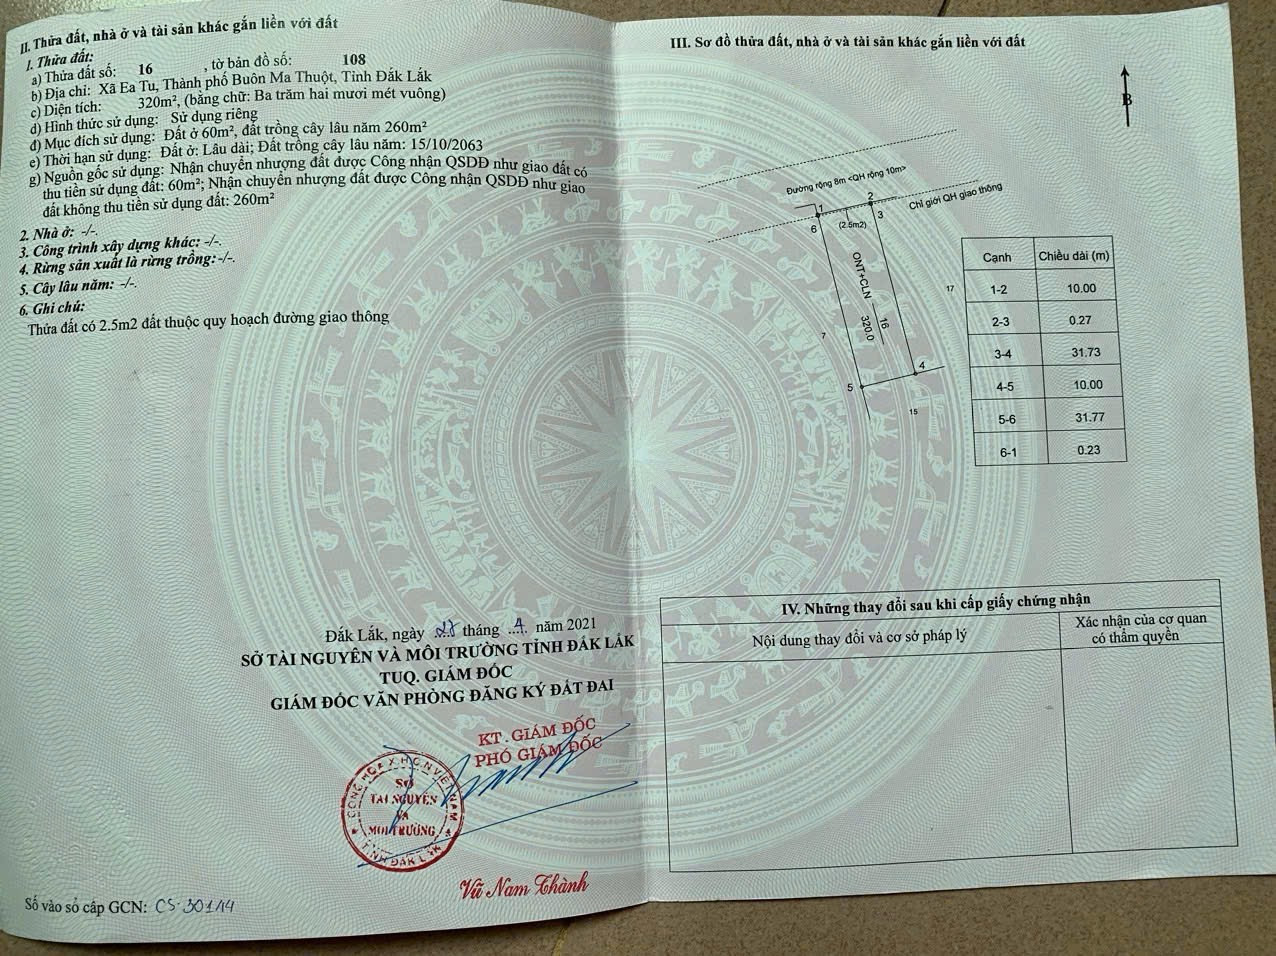 II. Thửa đất, nhà ở và tài sản khác gắn liền với đất
1. Thửa đất:
a) Thửa đất số: 16 , tờ bản đồ số: 108
b) Địa chỉ: Xã Ea Tu, Thành phố Buôn Ma Thuột, Tỉnh Đắk Lắk
c) Diện tích: 320m², (bằng chữ: Ba trăm hai mươi mét vuông)
d) Hình thức sử dụng: Sử dụng riêng
đ) Mục đích sử dụng: Đất ở 60m², đất trồng cây lâu năm 260m²
e) Thời hạn sử dụng: Đất ở: Lâu dài; Đất trồng cây lâu năm: 15/10/2063
g) Nguồn gốc sử dụng: Nhận chuyển nhượng đất được Công nhận QSDĐ như giao đất có
thu tiền sử dụng đất: 60m²; Nhận chuyển nhượng đất được Công nhận QSDĐ như giao
đất không thu tiền sử dụng đất: 260m²
2. Nhà ở: -/-.
3. Công trình xây dựng khác: -/-.
4. Rừng sản xuất là rừng trồng:-/-.
5. Cây lâu năm: -/-.
6. Ghi chú:
Thửa đất có 2.5m2 đất thuộc quy hoạch đường giao thông
Đắk Lắk, ngày tháng 4 năm 2021
SỞ TÀI NGUYÊN VÀ MÔI TRƯỜNG TỈNH ĐẮK LẮK
TUQ. GIÁM ĐỐC
GIÁM ĐỐC VĂN PHÒNG ĐĂNG KÝ ĐẤT ĐAI
KT. GIÁM ĐỐC
PHÓ GIÁM ĐỐC
CỘNG HÒA X.H.C.N VIỆT NAM
SỞ
TÀI NGUYÊN
VÀ
MÔI TRƯỜNG
TỈNH ĐẮK LẮK
Vũ Nam Thành
Số vào sổ cấp GCN: CS.30144
III. Sơ đồ thửa đất, nhà ở và tài sản khác gắn liền với đất
B
Đường rộng 8m <QH rộng 10m>
Chỉ giới QH giao thông
1
2
3
6
(2.5m2)
ONT+CLN
16
320.0
17
7
4
5
15
Cạnh Chiều dài (m)
1-2 10.00
2-3 0.27
3-4 31.73
4-5 10.00
5-6 31.77
6-1 0.23
IV. Những thay đổi sau khi cấp giấy chứng nhận
Nội dung thay đổi và cơ sở pháp lý
Xác nhận của cơ quan
có thẩm quyền